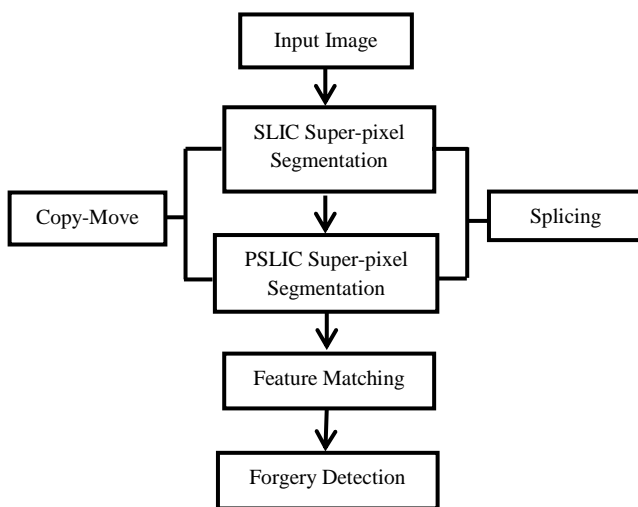 Input Image
SLIC Super-pixel
Segmentation
Copy-Move
Splicing
PSLIC Super-pixel
Segmentation
Feature Matching
Forgery Detection